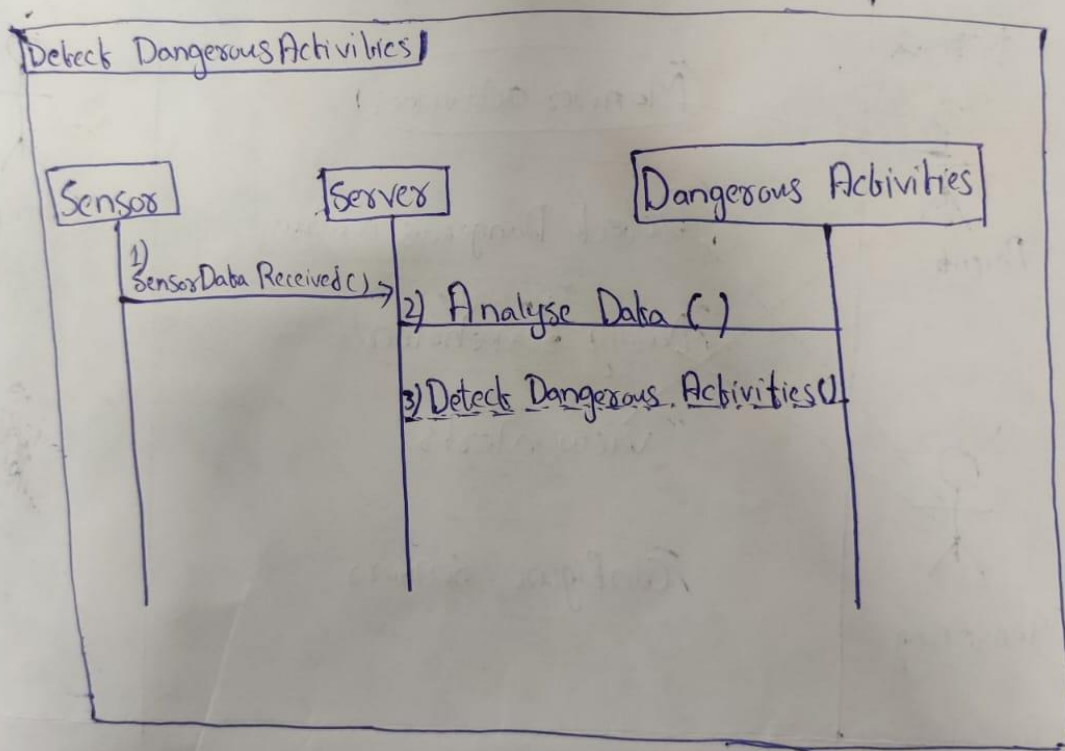 Detect Dangerous Activities
Sensor
Server
Dangerous Activities
1)
SensorData Received()
2) Analyse Data ( )
3) Detect Dangerous Activities()